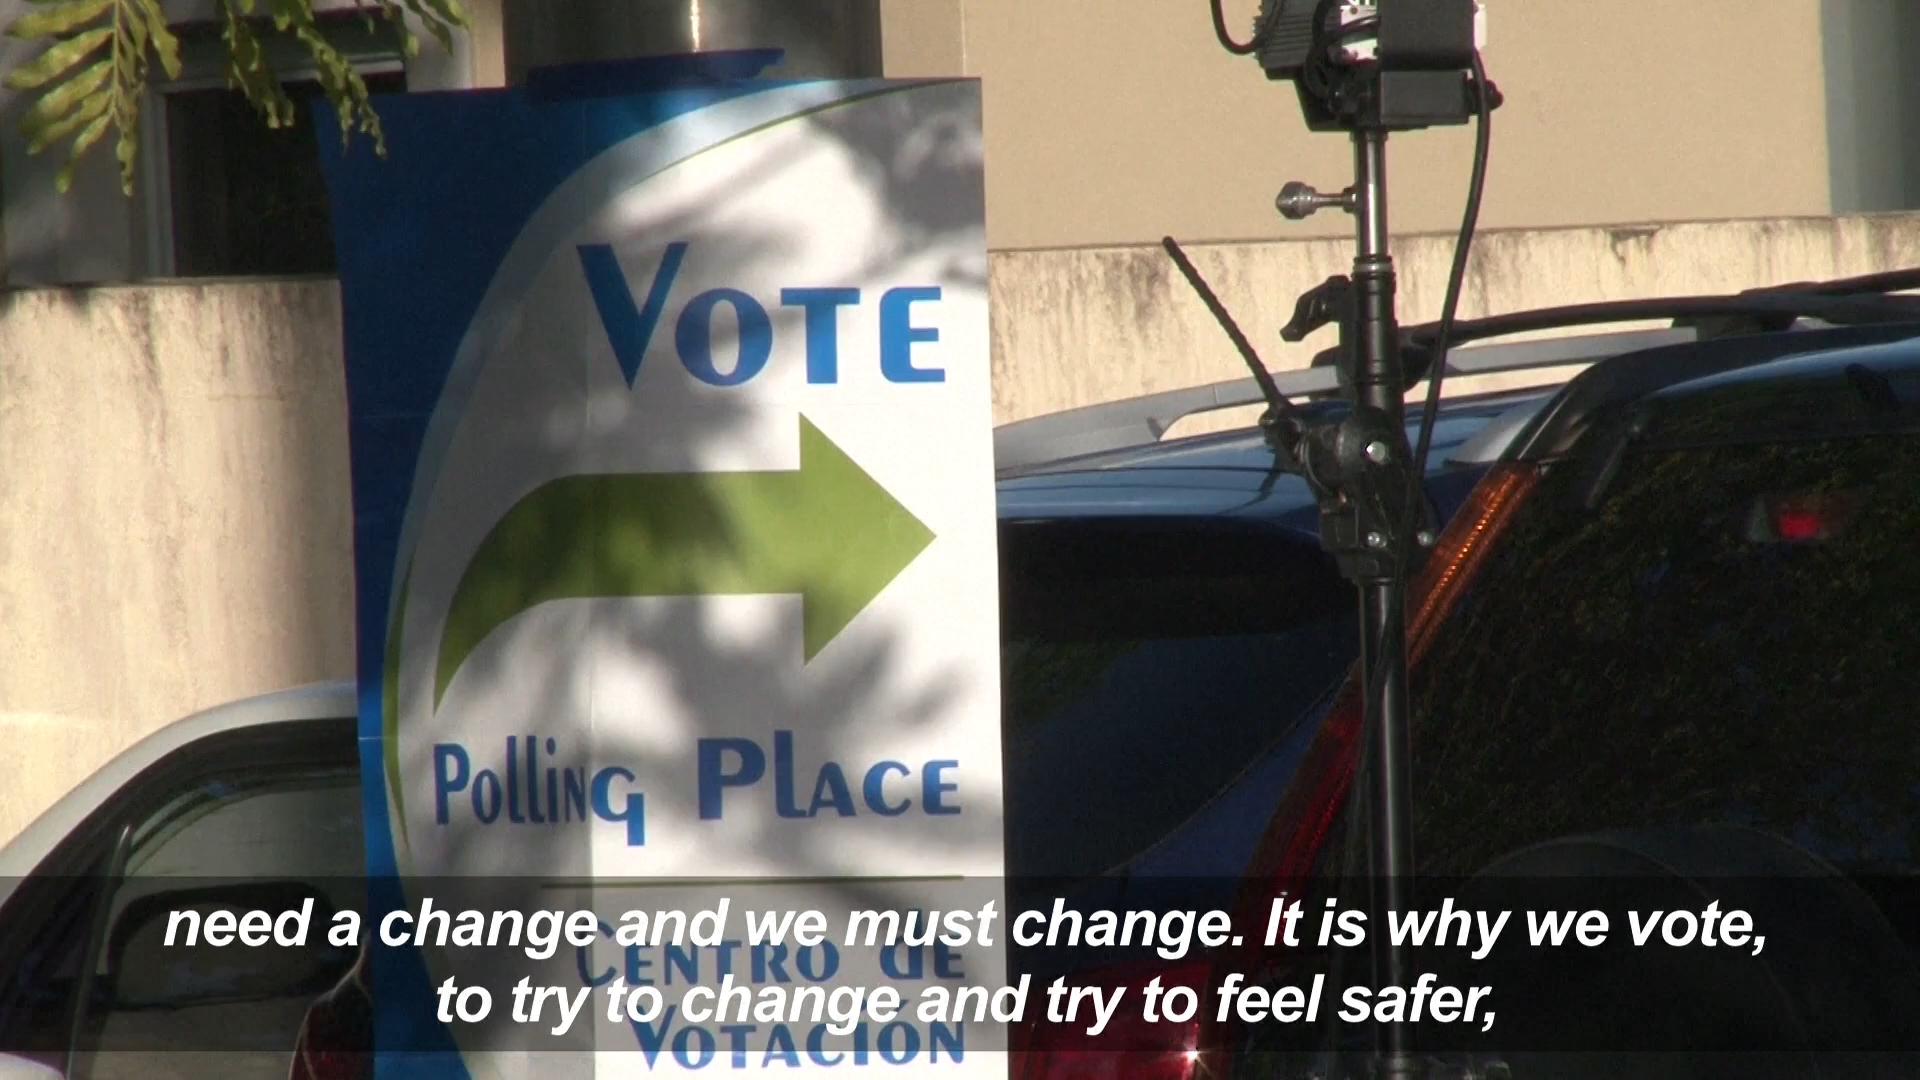 VOTE
Polling Place
Centro de
Votación
need a change and we must change. It is why we vote,
to try to change and try to feel safer,